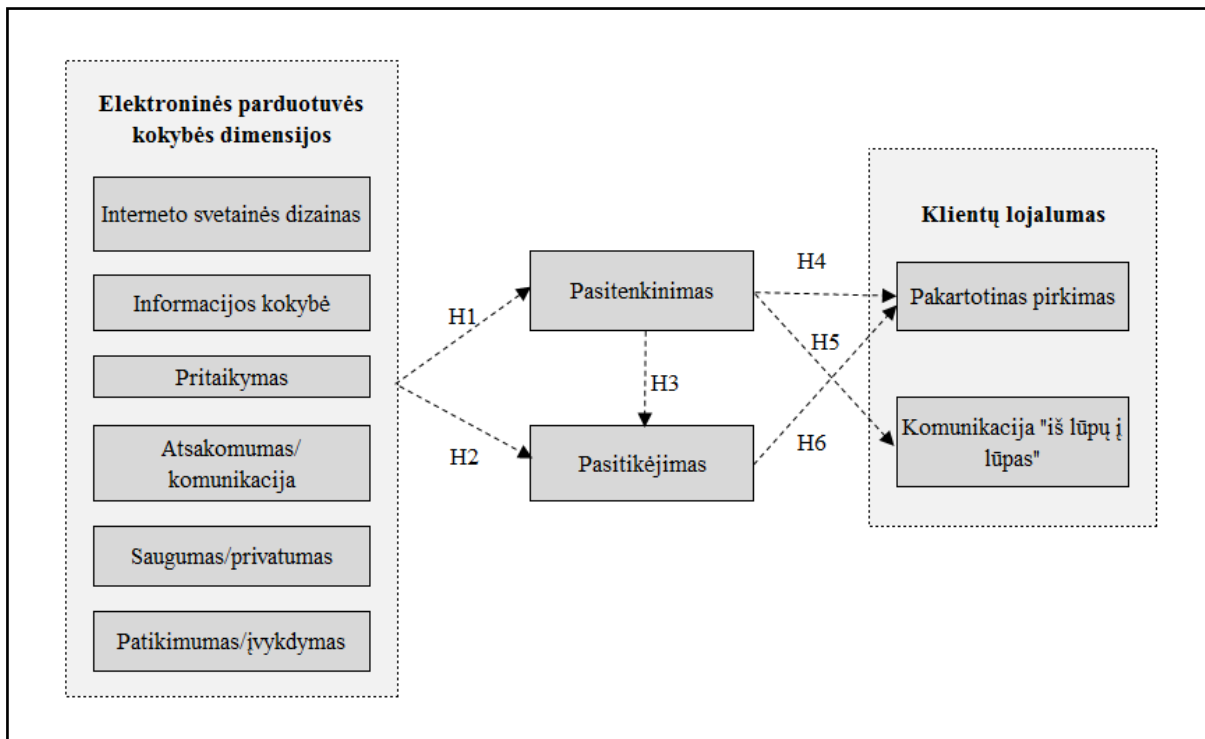 Elektroninės parduotuvės
kokybės dimensijos
Interneto svetainės dizainas
Informacijos kokybė
Pritaikymas
Atsakomumas/
komunikacija
Saugumas/privatumas
Patikimumas/įvykdymas
H1
H2
Pasitenkinimas
H3
Pasitikėjimas
H4
H5
H6
Klientų lojalumas
Pakartotinas pirkimas
Komunikacija "iš lūpų į
lūpas"